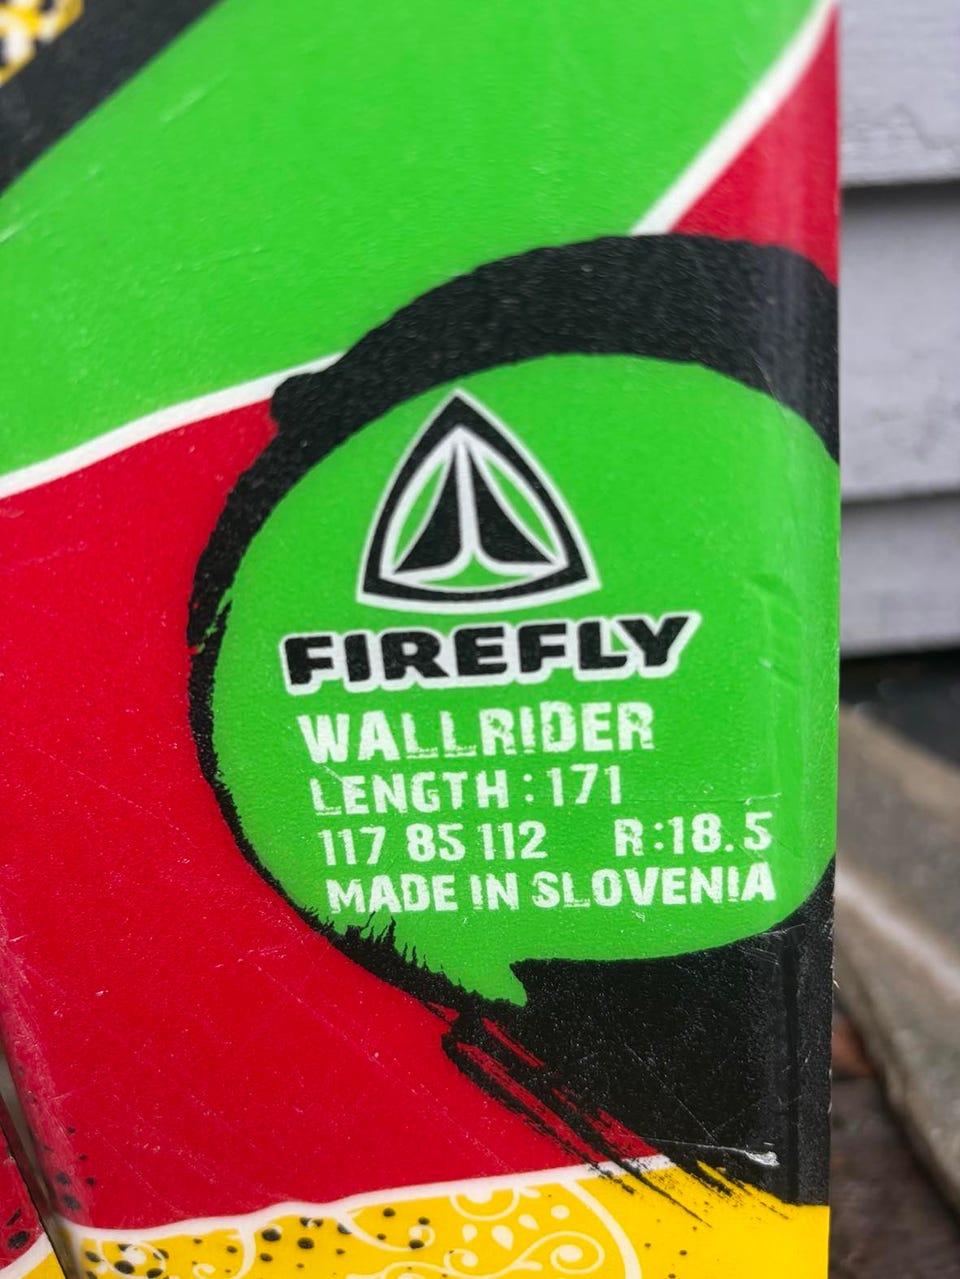 FIREFLY
WALLRIDER
LENGTH:171
117 85 112 R:18.5
MADE IN SLOVENIA